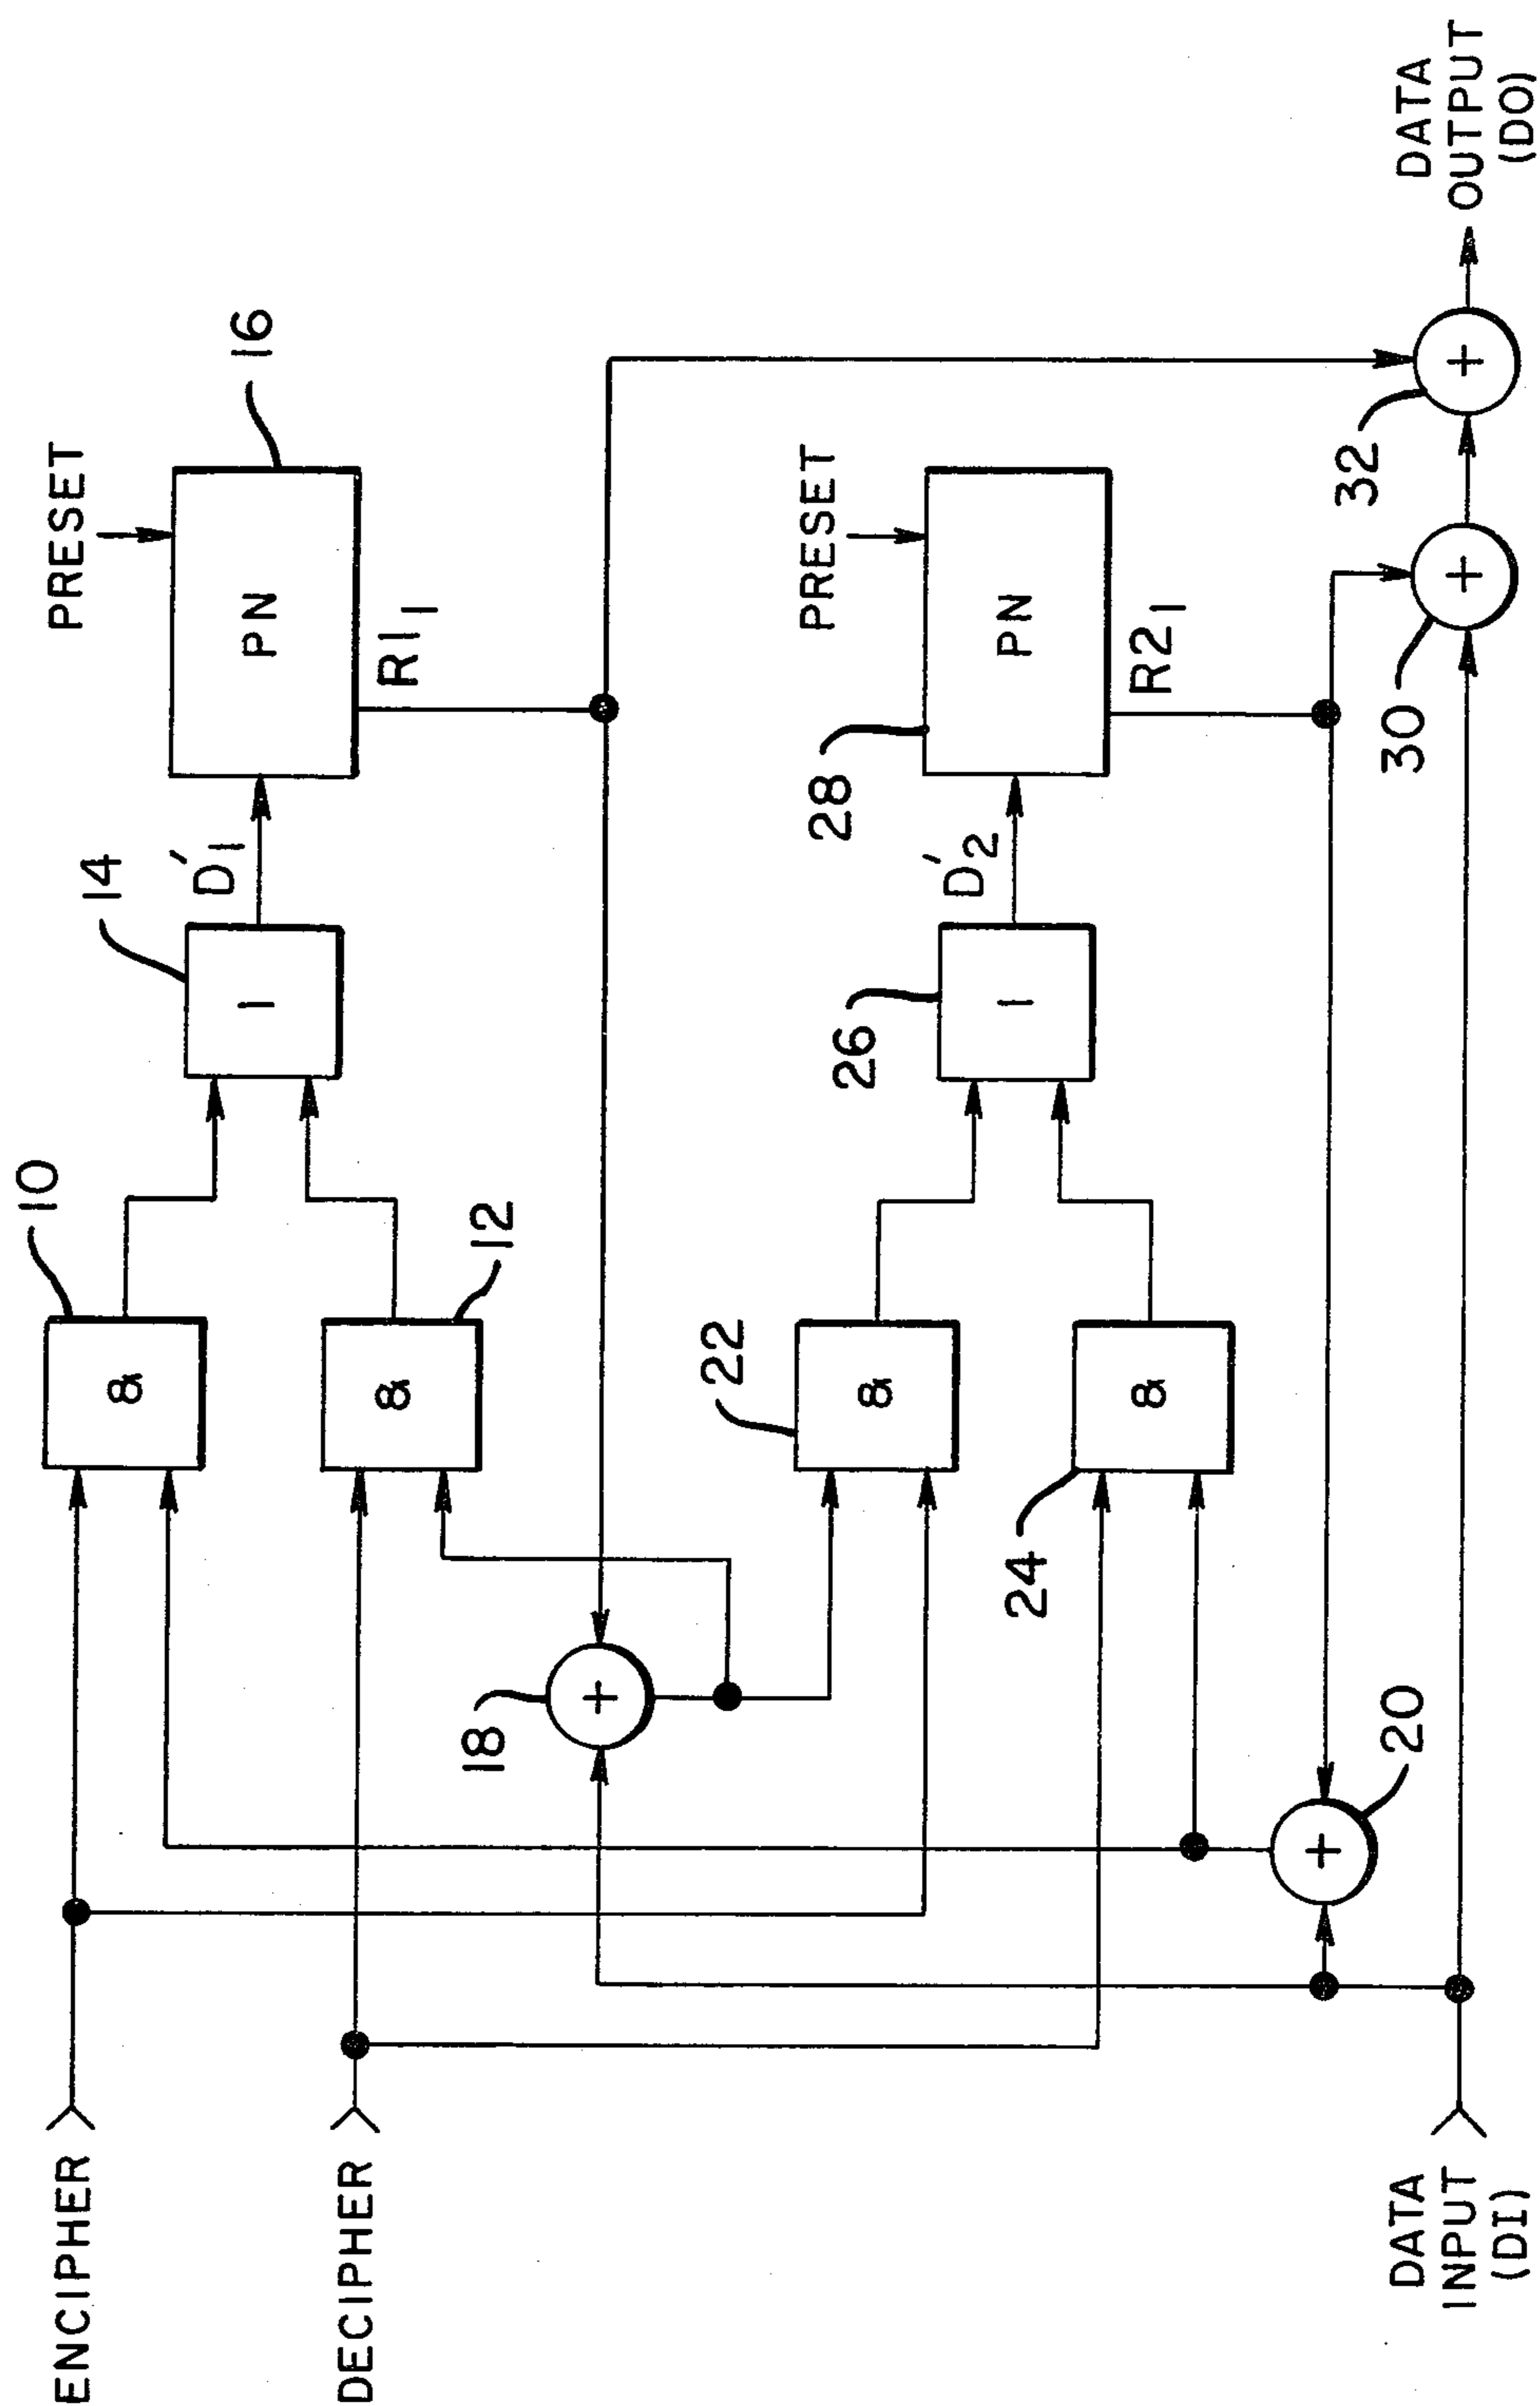 ENCIPHER
DECIPHER
DATA
INPUT
(DI)
10
&
12
&
14
1
D'1
PRESET
PN
16
R11
18
+
22
&
24
&
26
1
D'2
PRESET
28
PN
R21
20
+
30
+
32
+
DATA
OUTPUT
(DO)